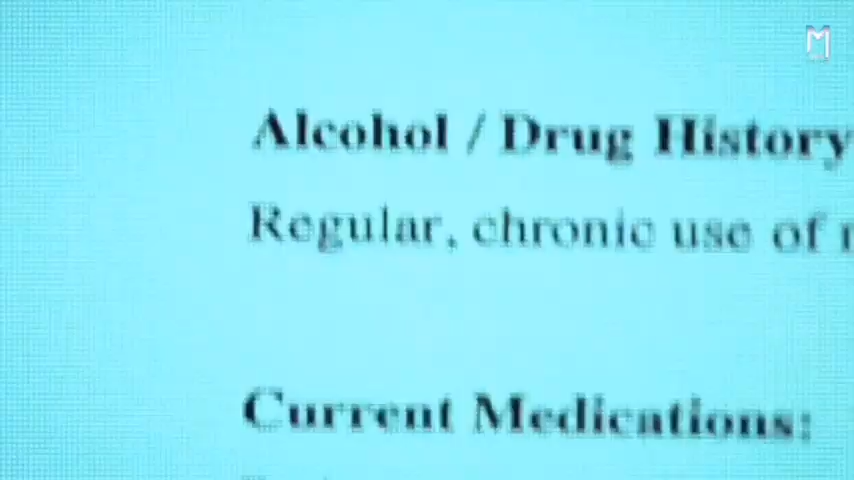 M
Alcohol / Drug History
Regular, chronic use of
Current Medications: